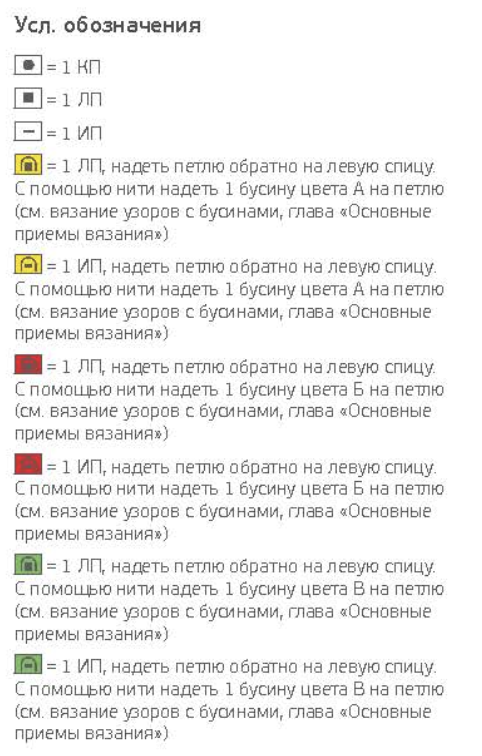 Усл. обозначения
= 1 КП
= 1 ЛП
= 1 ИП
= 1 ЛП, надеть петлю обратно на левую спицу.
С помощью нити надеть 1 бусину цвета А на петлю
(см. вязание узоров с бусинами, глава «Основные
приемы вязания»)
= 1 ИП, надеть петлю обратно на левую спицу.
С помощью нити надеть 1 бусину цвета А на петлю
(см. вязание узоров с бусинами, глава «Основные
приемы вязания»)
= 1 ЛП, надеть петлю обратно на левую спицу.
С помощью нити надеть 1 бусину цвета Б на петлю
(см. вязание узоров с бусинами, глава «Основные
приемы вязания»)
= 1 ИП, надеть петлю обратно на левую спицу.
С помощью нити надеть 1 бусину цвета Б на петлю
(см. вязание узоров с бусинами, глава «Основные
приемы вязания»)
= 1 ЛП, надеть петлю обратно на левую спицу.
С помощью нити надеть 1 бусину цвета В на петлю
(см. вязание узоров с бусинами, глава «Основные
приемы вязания»)
= 1 ИП, надеть петлю обратно на левую спицу.
С помощью нити надеть 1 бусину цвета В на петлю
(см. вязание узоров с бусинами, глава «Основные
приемы вязания»)